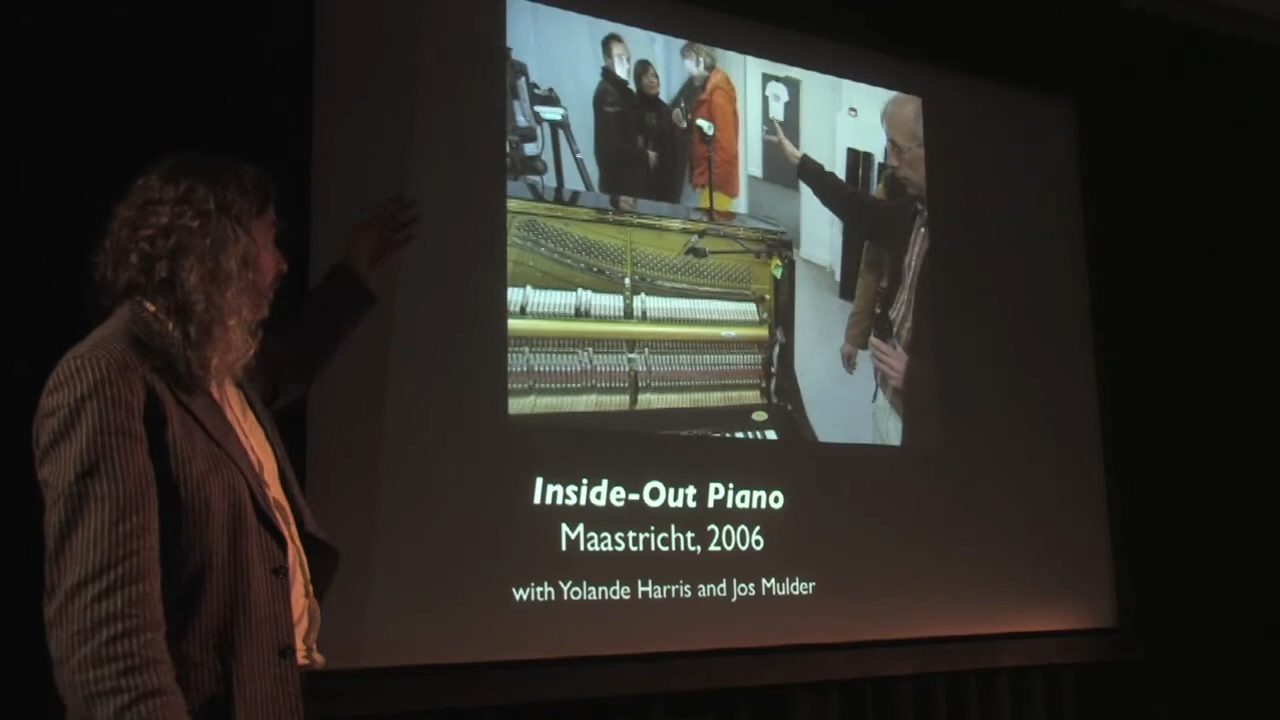 Inside-Out Piano
Maastricht, 2006
with Yolande Harris and Jos Mulder